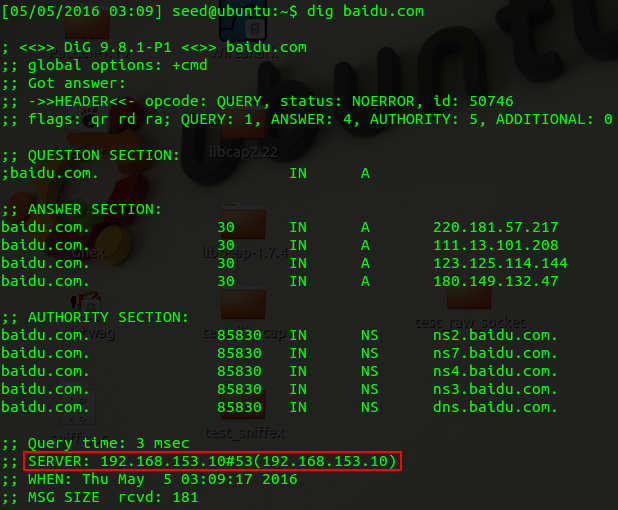 [05/05/2016 03:09] seed@ubuntu:~$ dig baidu.com
; <<>> DiG 9.8.1-P1 <<>> baidu.com
;; global options: +cmd
;; Got answer:
;; ->>HEADER<<- opcode: QUERY, status: NOERROR, id: 50746
;; flags: qr rd ra; QUERY: 1, ANSWER: 4, AUTHORITY: 5, ADDITIONAL: 0
libcap2.22
;; QUESTION SECTION:
;baidu.com. IN A
;; ANSWER SECTION:
baidu.com. 30 IN A 220.181.57.217
baidu.com. 30 IN A 111.13.101.208
baidu.com. 30 IN A 123.125.114.144
baidu.com. 30 IN A 180.149.132.47
;; AUTHORITY SECTION:
test_raw_socket
baidu.com. 85830 IN NS ns2.baidu.com.
baidu.com. 85830 IN NS ns7.baidu.com.
baidu.com. 85830 IN NS ns4.baidu.com.
baidu.com. 85830 IN NS ns3.baidu.com.
baidu.com. 85830 IN NS dns.baidu.com.
test_sniffex
;; Query time: 3 msec
;; SERVER: 192.168.153.10#53(192.168.153.10)
;; WHEN: Thu May  5 03:09:17 2016
;; MSG SIZE  rcvd: 181